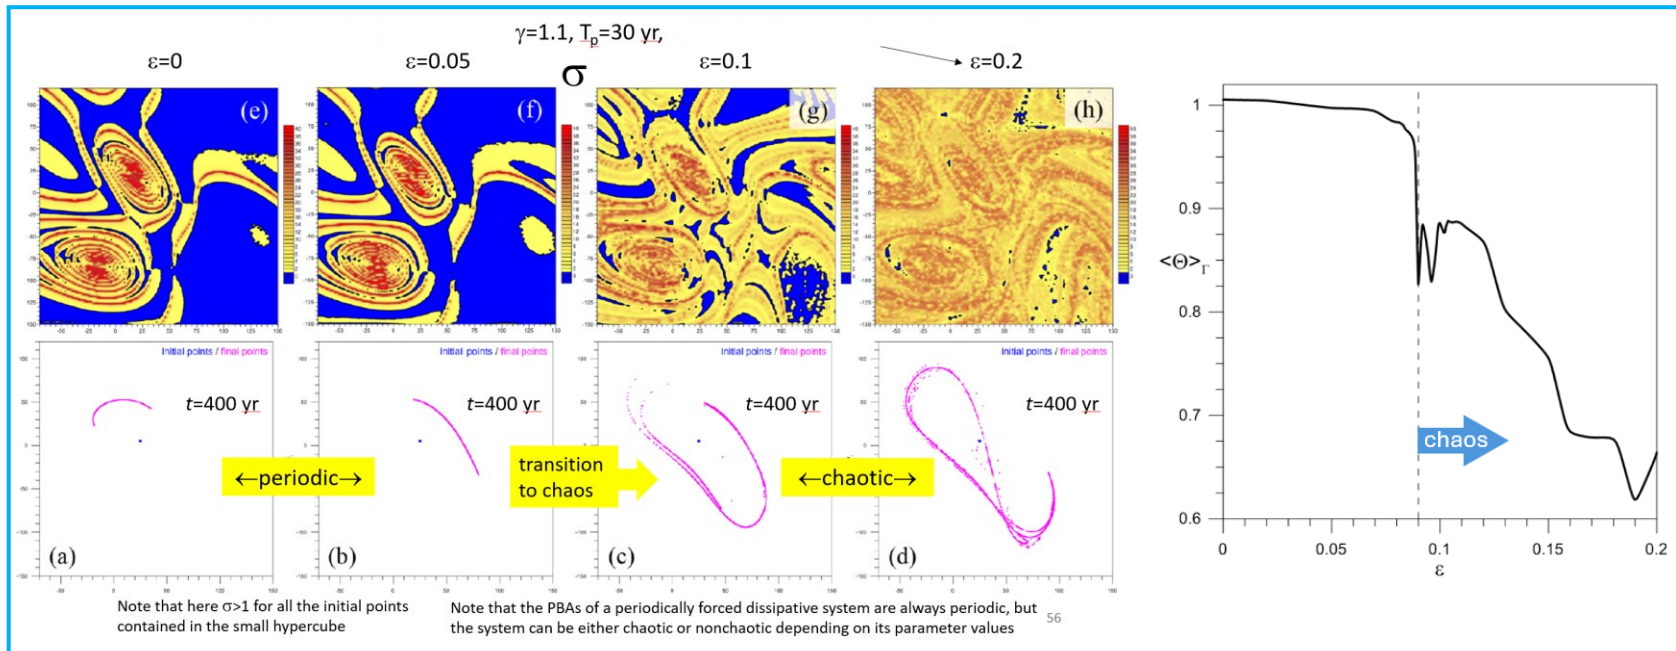 γ=1.1, Tp=30 yr,
ε=0
ε=0.05
σ
ε=0.1
ε=0.2
(e)
(f)
(g)
(h)
Initial points / final points
Initial points / final points
Initial points / final points
Initial points / final points
t=400 yr
t=400 yr
t=400 yr
t=400 yr
←periodic→
transition
to chaos
←chaotic→
(a)
(b)
(c)
(d)
Note that here σ>1 for all the initial points
contained in the small hypercube
Note that the PBAs of a periodically forced dissipative system are always periodic, but
the system can be either chaotic or nonchaotic depending on its parameter values
56
1
0.9
<Θ>Γ
0.8
0.7
0.6
chaos
0 0.05 0.1 0.15 0.2
ε